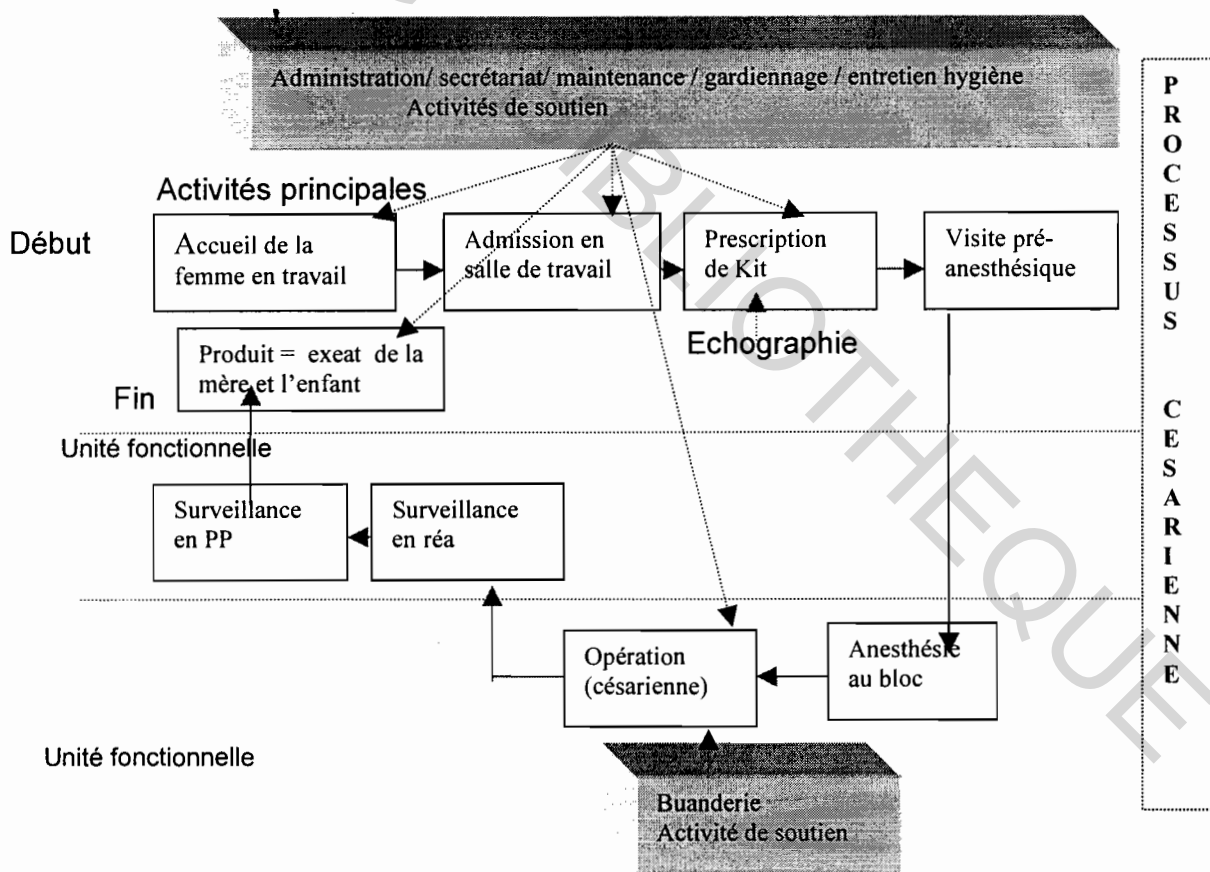 Administration/ secrétariat/ maintenance / gardiennage / entretien hygiène
Activités de soutien
Activités principales
Début
Accueil de la
femme en travail
Admission en
salle de travail
Prescription
de Kit
Visite pré-
anesthésique
Echographie
Produit = exeat de la
mère et l'enfant
Fin
Unité fonctionnelle
Surveillance
en PP
Surveillance
en réa
Opération
(césarienne)
Anesthésie
au bloc
Unité fonctionnelle
Buanderie
Activité de soutien
PROCESSUS
CESARIENNE
BIBLIOTHEQUE